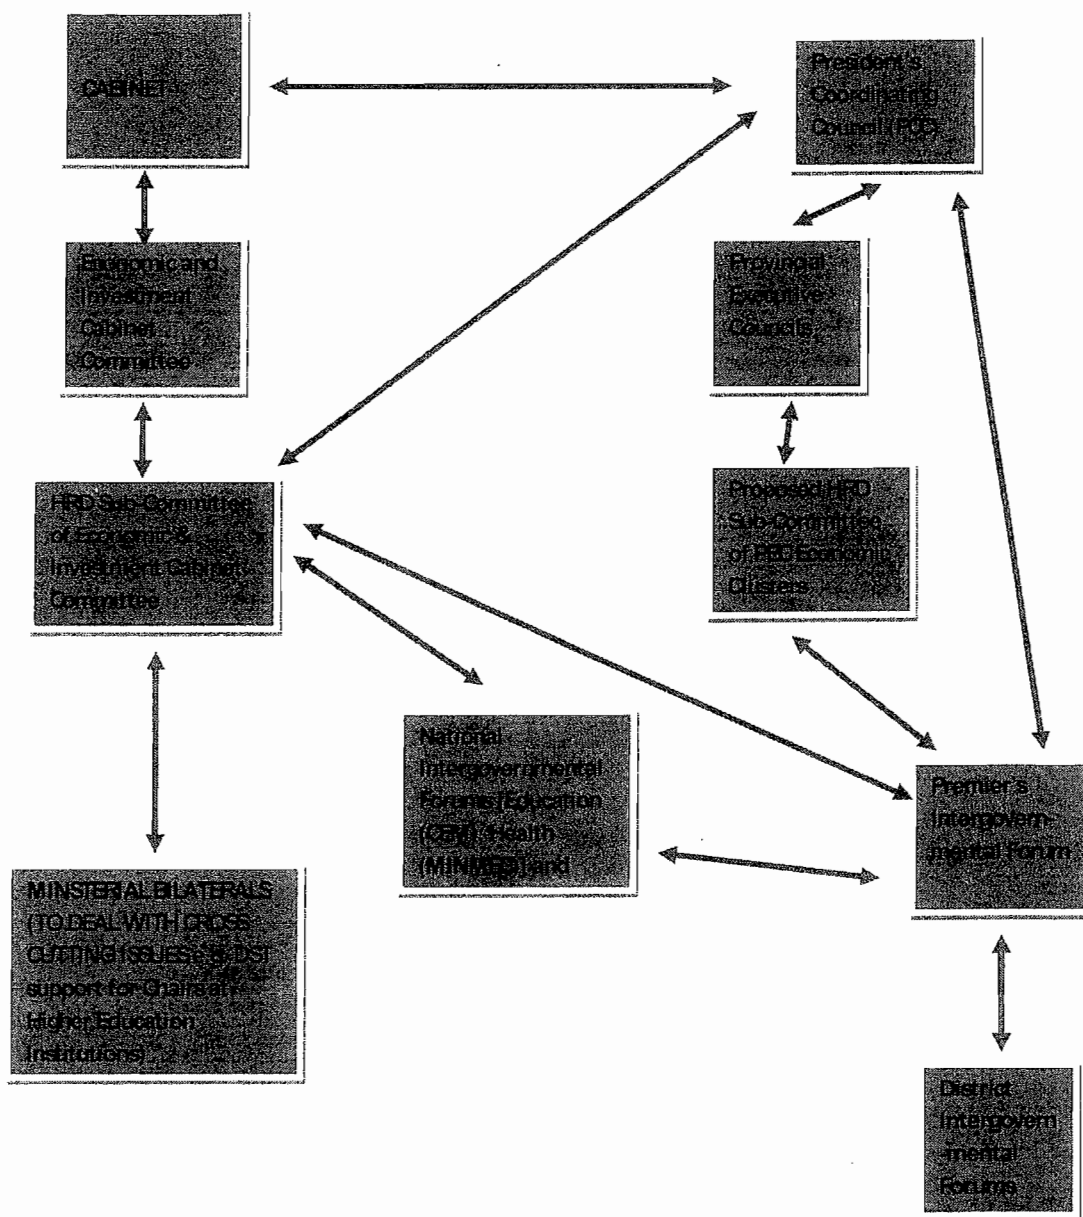 CABINET
President's
Coordinating
Council (PCC)
Economic and
Investment
Cabinet
Committee
Provincial
Executive
Councils
HRD Sub-Committee
of Economic &
Investment Cabinet
Committee
Proposed HRD
Sub-Committee
of PEC Economic
Clusters
National
Intergovernmental
Forums (Education
(CEM), Health
(MINMEC)) and
Premier's
Intergovern-
mental Forum
MINSTERIAL BILATERALS
(TO DEAL WITH CROSS
CUTTING ISSUES DST
support for Chairs at
Higher Education
Institutions)
District
Intergovern
-mental
Forums